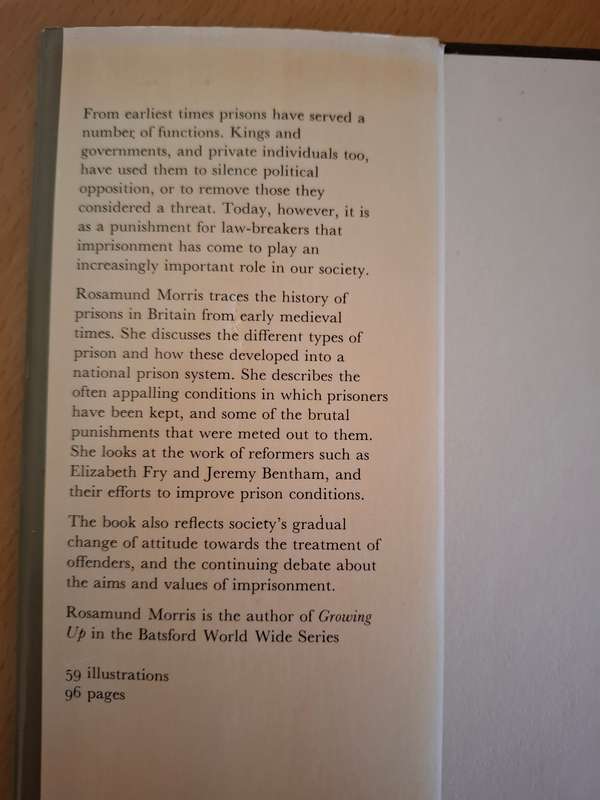 From earliest times prisons have served a
number of functions. Kings and
governments, and private individuals too,
have used them to silence political
opposition, or to remove those they
considered a threat. Today, however, it is
as a punishment for law-breakers that
imprisonment has come to play an
increasingly important role in our society.
Rosamund Morris traces the history of
prisons in Britain from early medieval
times. She discusses the different types of
prison and how these developed into a
national prison system. She describes the
often appalling conditions in which prisoners
have been kept, and some of the brutal
punishments that were meted out to them.
She looks at the work of reformers such as
Elizabeth Fry and Jeremy Bentham, and
their efforts to improve prison conditions.
The book also reflects society's gradual
change of attitude towards the treatment of
offenders, and the continuing debate about
the aims and values of imprisonment.
Rosamund Morris is the author of Growing
Up in the Batsford World Wide Series
59 illustrations
96 pages